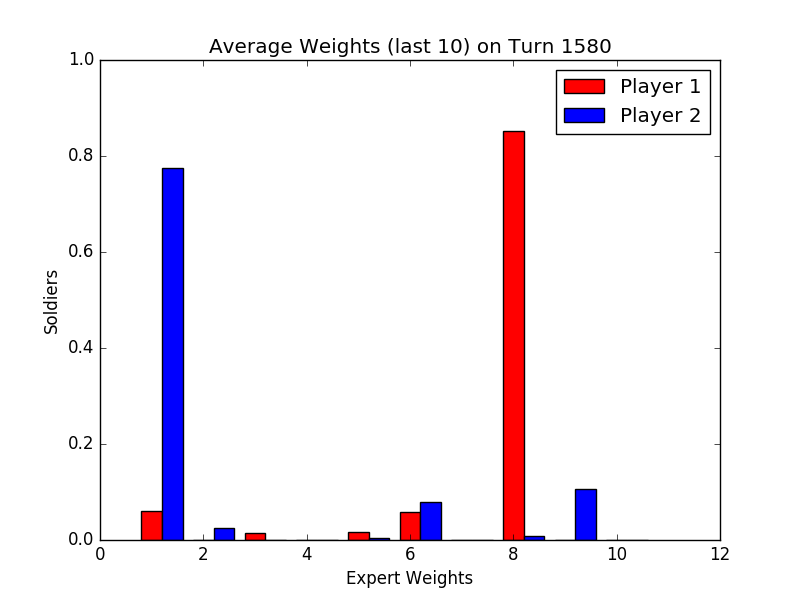 Average Weights (last 10) on Turn 1580
Player 1
Player 2
1.0
0.8
0.6
0.4
0.2
0.0
Soldiers
0 2 4 6 8 10 12
Expert Weights